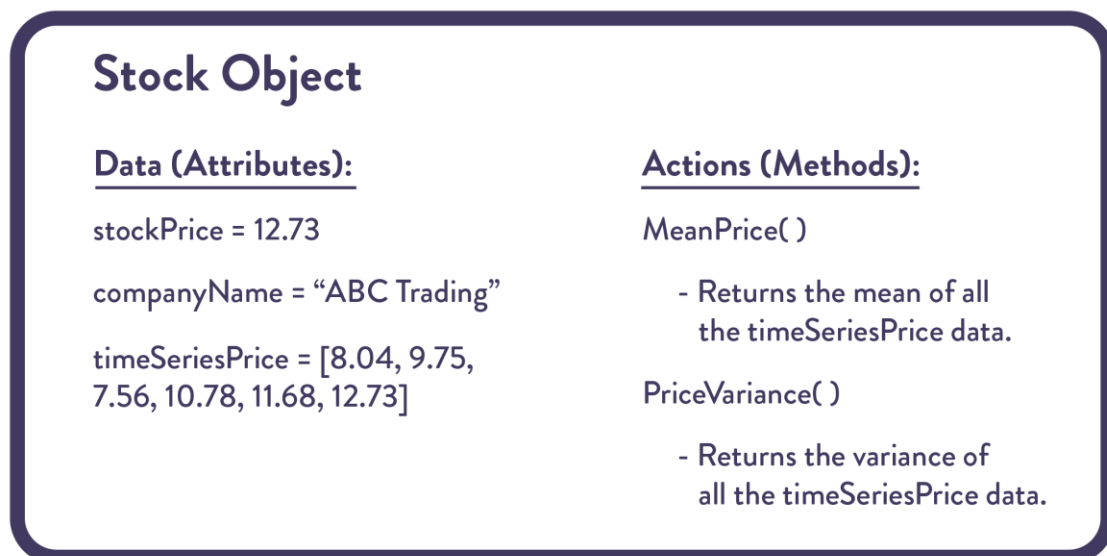 Stock Object
Data (Attributes):
stockPrice = 12.73
companyName = “ABC Trading”
timeSeriesPrice = [8.04, 9.75,
7.56, 10.78, 11.68, 12.73]
Actions (Methods):
MeanPrice( )
- Returns the mean of all
the timeSeriesPrice data.
PriceVariance( )
- Returns the variance of
all the timeSeriesPrice data.